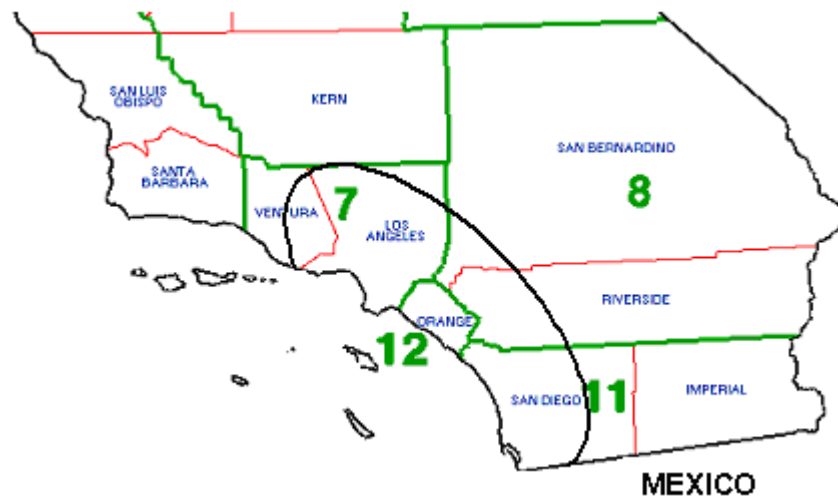 SAN LUIS
OBISPO
KERN
SAN BERNARDINO
SANTA
BARBARA
8
VENTURA
7
LOS
ANGELES
RIVERSIDE
ORANGE
12
SAN DIEGO
11
IMPERIAL
MEXICO